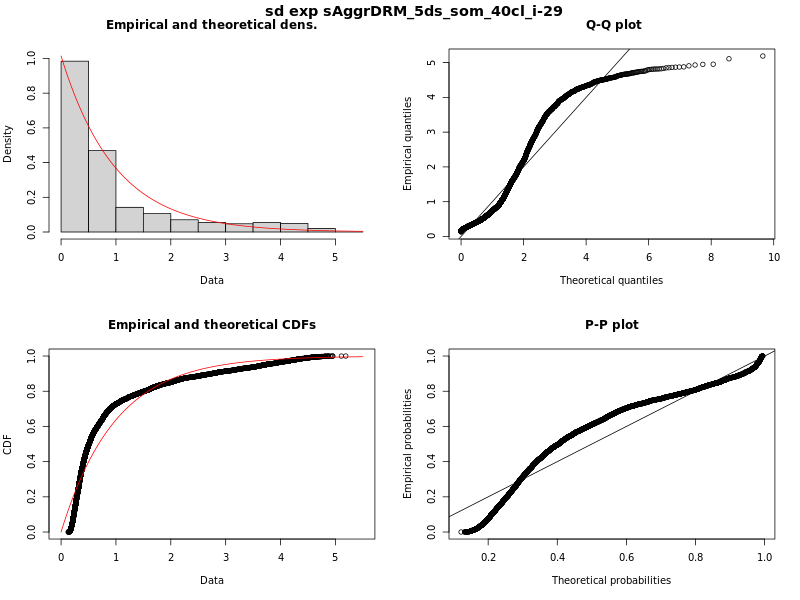 sd exp sAggrDRM_5ds_som_40cl_i-29
Empirical and theoretical dens.
Density
0.0 0.2 0.4 0.6 0.8 1.0
0 1 2 3 4 5
Data
Q-Q plot
Empirical quantiles
0 1 2 3 4 5
0 2 4 6 8 10
Theoretical quantiles
Empirical and theoretical CDFs
CDF
0.0 0.2 0.4 0.6 0.8 1.0
0 1 2 3 4 5
Data
P-P plot
Empirical probabilities
0.0 0.2 0.4 0.6 0.8 1.0
0.2 0.4 0.6 0.8 1.0
Theoretical probabilities